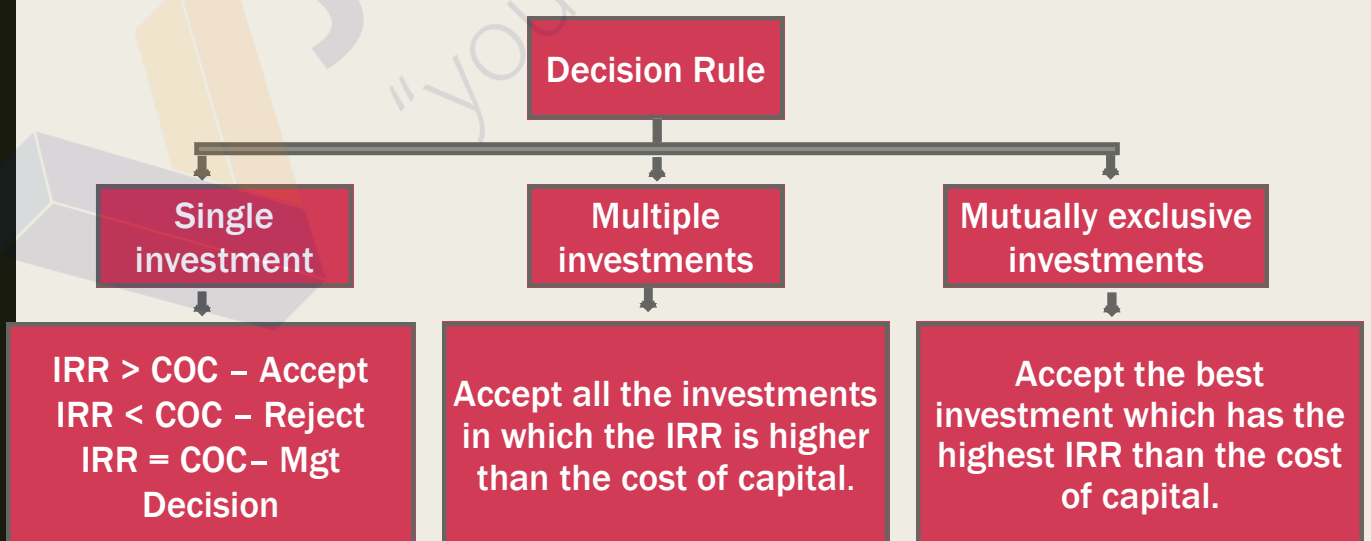 Decision Rule
Single
investment
Multiple
investments
Mutually exclusive
investments
IRR > COC – Accept
IRR < COC – Reject
IRR = COC– Mgt
Decision
Accept all the investments
in which the IRR is higher
than the cost of capital.
Accept the best
investment which has the
highest IRR than the cost
of capital.
"you